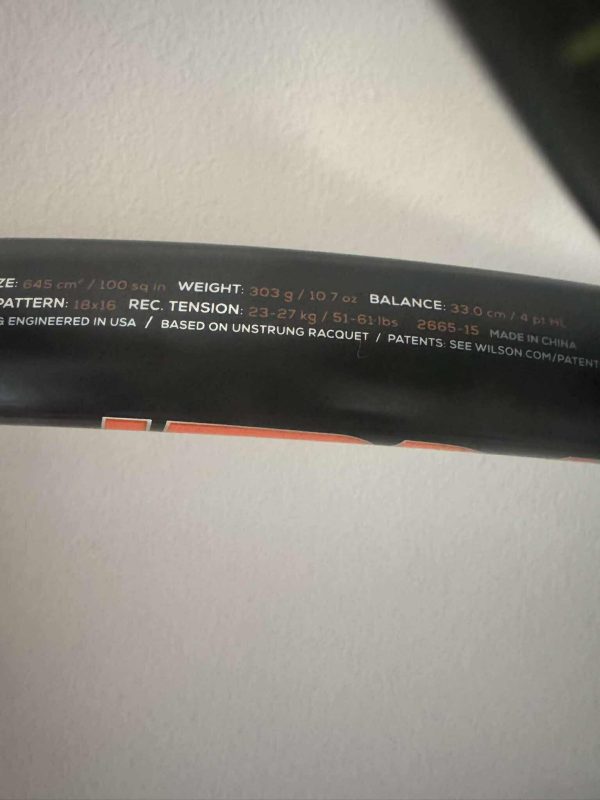 ZE: 645 cm² / 100 sq in WEIGHT: 303 g / 10.7 oz BALANCE: 33.0 cm / 4 pt HL
PATTERN: 18x16 REC. TENSION: 23-27 kg / 51-61 lbs 2665-15 MADE IN CHINA
G ENGINEERED IN USA / BASED ON UNSTRUNG RACQUET / PATENTS: SEE WILSON.COM/PATENT